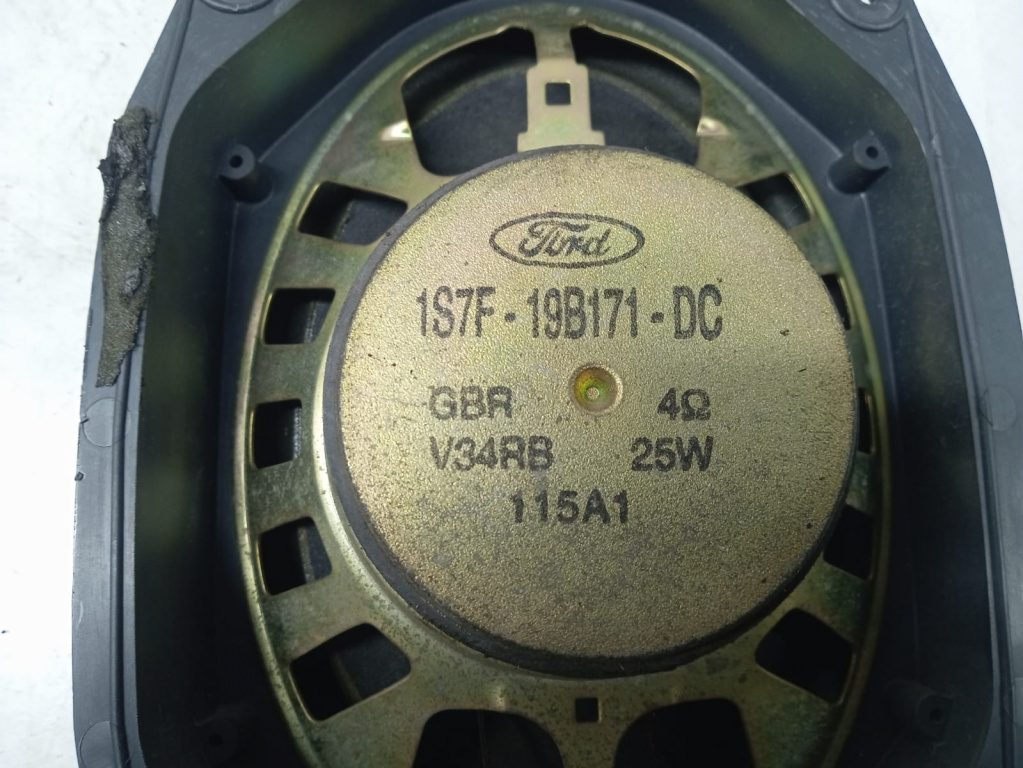 Ford
1S7F-19B171-DC
GBR 4Ω
V34RB 25W
115A1